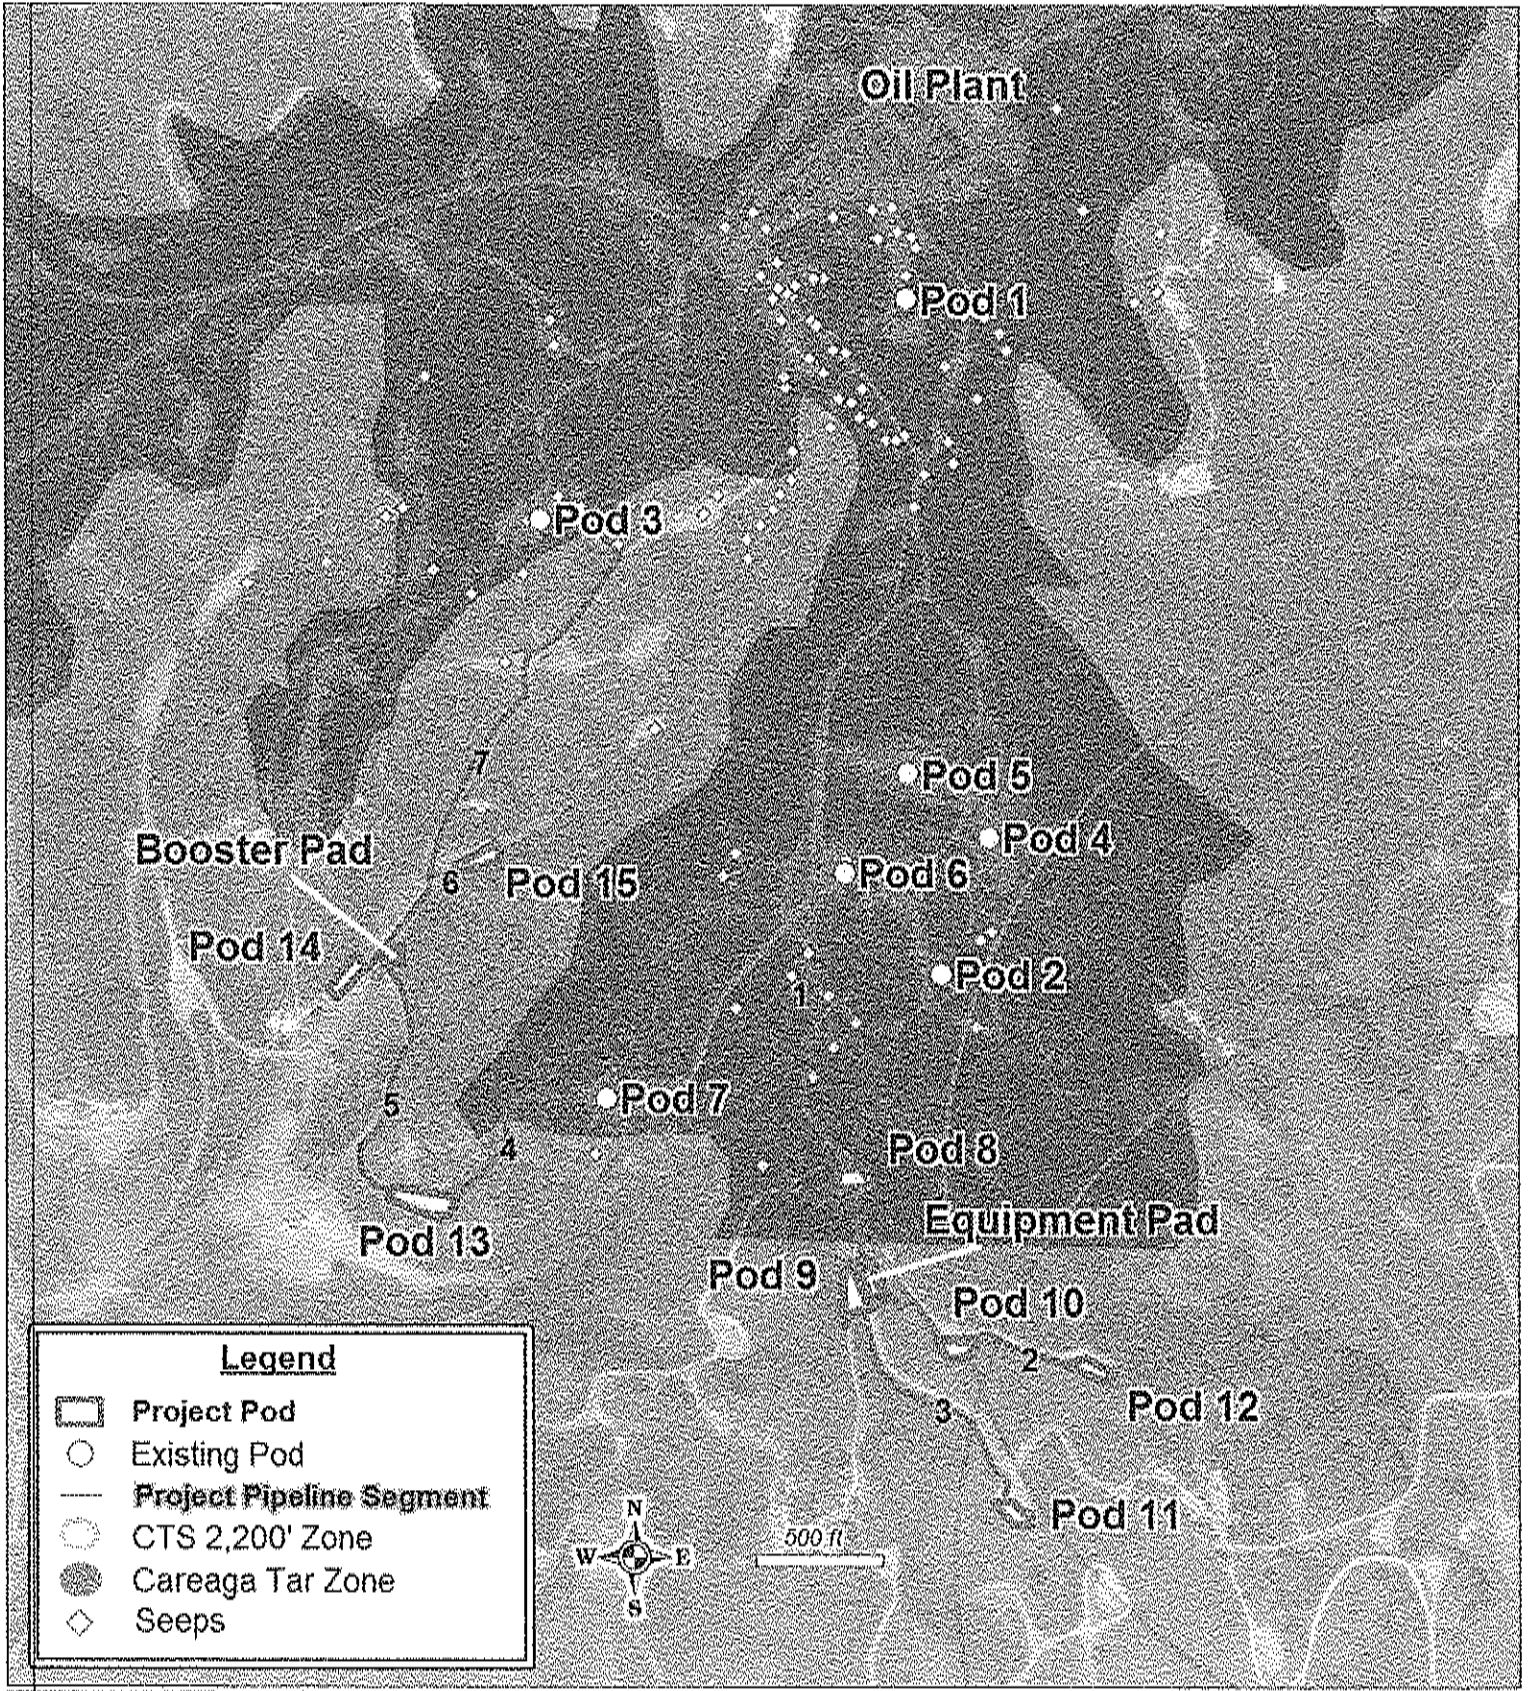 Oil Plant
Pod 1
Pod 3
7
Pod 5
Pod 4
Booster Pad
6
Pod 15
Pod 6
Pod 14
Pod 2
1
5
Pod 7
4
Pod 8
Pod 13
Equipment Pad
Pod 9
Pod 10
2
Pod 12
3
Pod 11
Legend
Project Pod
Existing Pod
Project Pipeline Segment
CTS 2,200' Zone
Careaga Tar Zone
Seeps
N
W E
S
500 ft